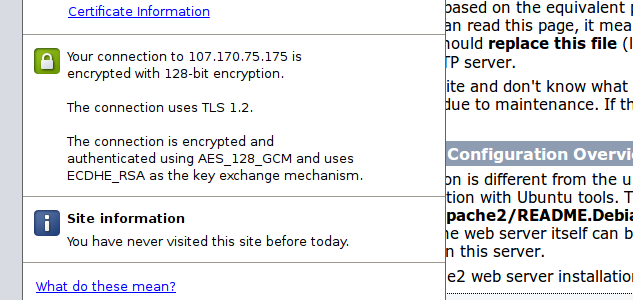 Certificate Information
Your connection to 107.170.75.175 is
encrypted with 128-bit encryption.
The connection uses TLS 1.2.
The connection is encrypted and
authenticated using AES_128_GCM and uses
ECDHE_RSA as the key exchange mechanism.
Site information
You have never visited this site before today.
What do these mean?
based on the equivalent p
an read this page, it mea
hould replace this file (l
TP server.
ite and don't know what
due to maintenance. If th
Configuration Overvi
on is different from the u
tion with Ubuntu tools. T
pache2/README.Debia
he web server itself can b
n this server.
e2 web server installatio